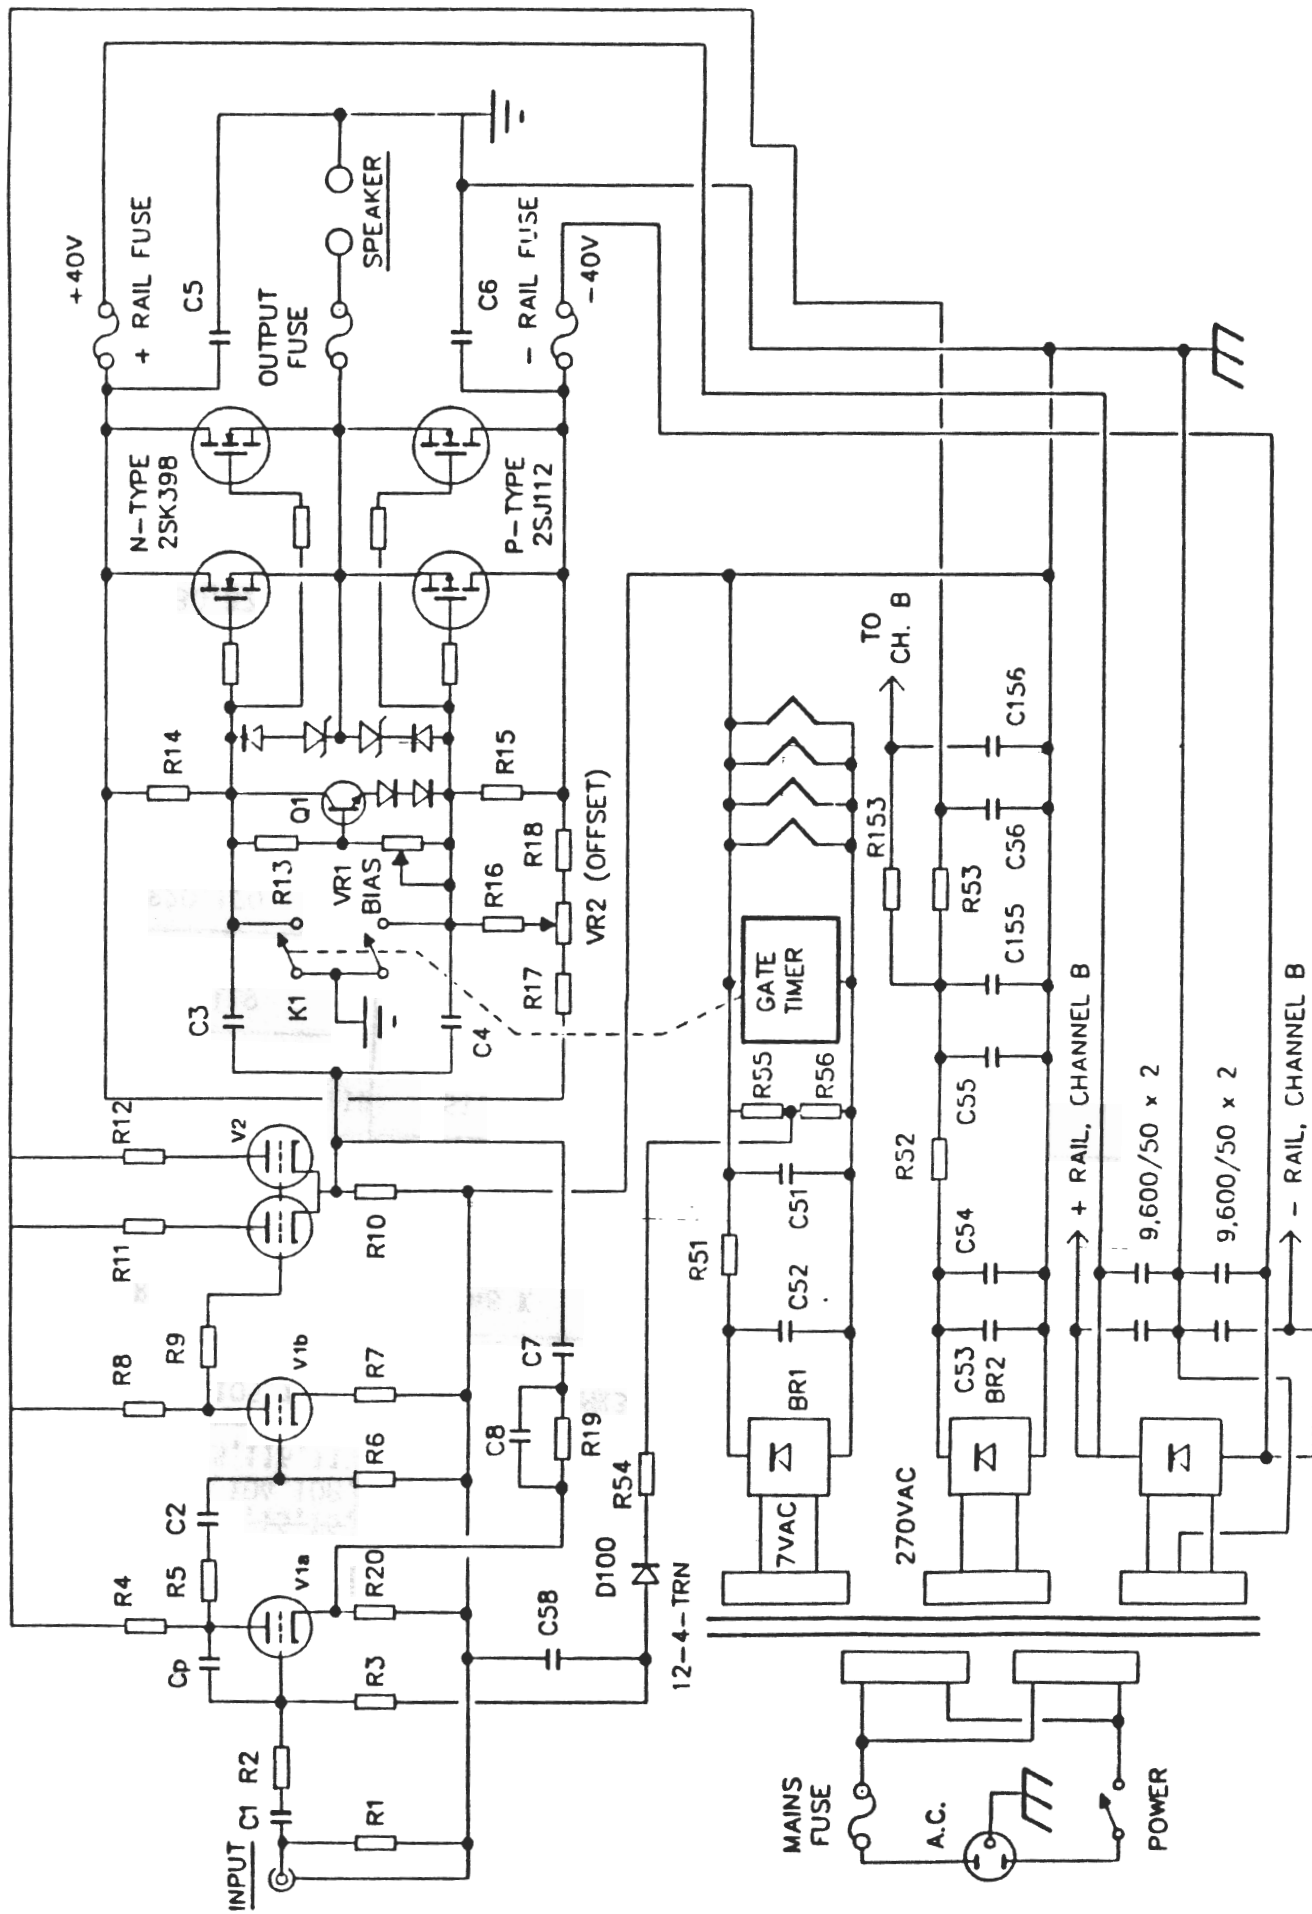 INPUT
C1
R2
R1
Cp
R3
R4
R5
C2
V1a
R20
R6
R8
R9
V1b
R7
R11
R12
V2
R10
C58
D100
12-4-TRN
R54
C8
R19
C7
C3
C4
K1
R13
VR1
BIAS
Q1
R14
R15
R16
R17
R18
VR2 (OFFSET)
N-TYPE
2SK398
P-TYPE
2SJ112
+40V
+ RAIL FUSE
C5
OUTPUT
FUSE
SPEAKER
C6
- RAIL FUSE
-40V
7VAC
BR1
C52
R51
C51
R55
R56
GATE
TIMER
270VAC
C53
BR2
C54
R52
C55
C155
R53
R153
C56
C156
TO
CH. B
+ RAIL, CHANNEL B
9,600/50 x 2
9,600/50 x 2
- RAIL, CHANNEL B
MAINS
FUSE
A.C.
POWER